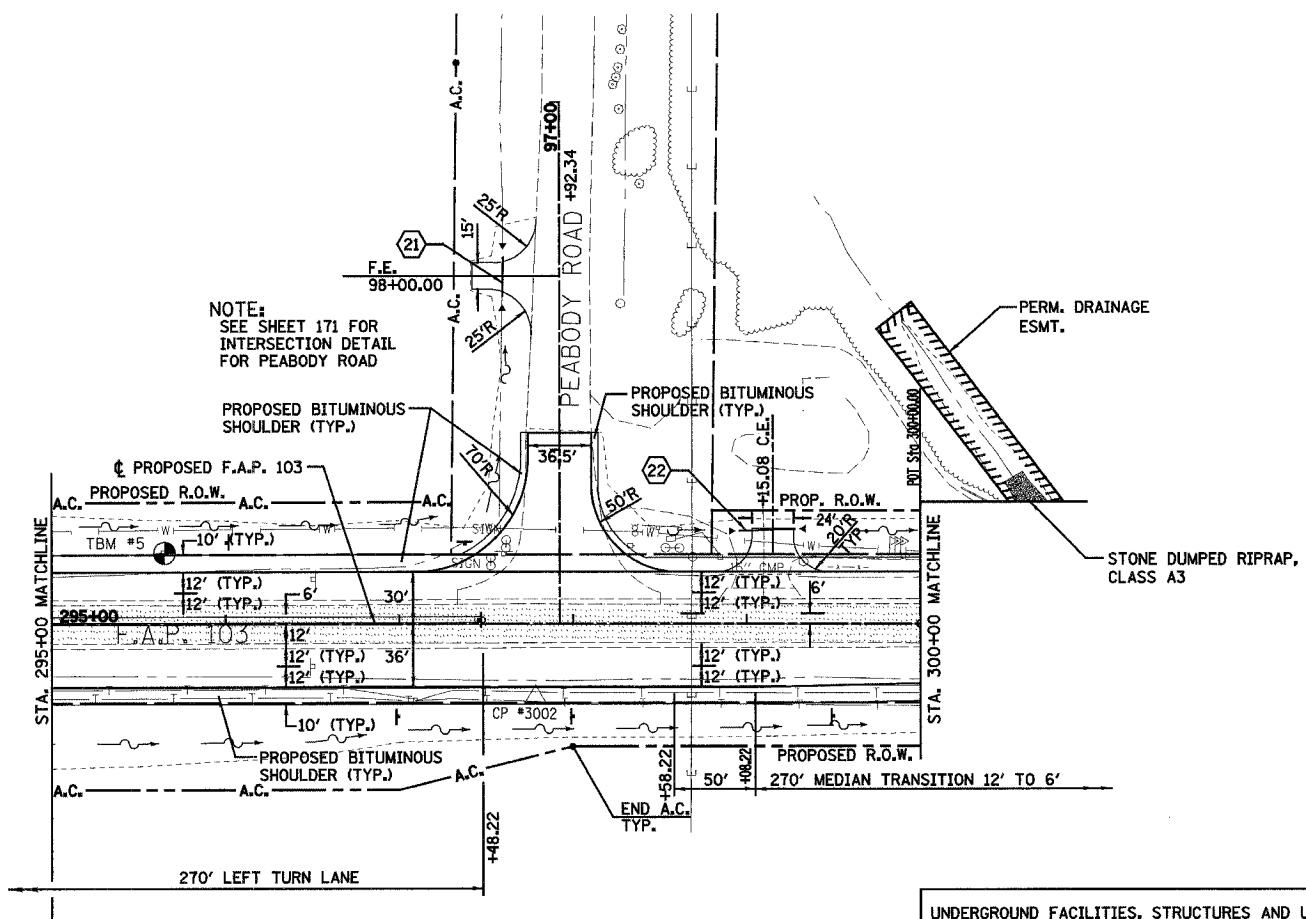 A.C.
97+00
+92.34
PEABODY ROAD
25'R
15'
21
F.E.
98+00.00
A.C.
25'R
NOTE:
SEE SHEET 171 FOR
INTERSECTION DETAIL
FOR PEABODY ROAD
PERM. DRAINAGE
ESMT.
PROPOSED BITUMINOUS
SHOULDER (TYP.)
PROPOSED BITUMINOUS
SHOULDER (TYP.)
36.5'
70'R
50'R
22
+15.08 C.E.
POT Sta 300+00.00
℄ PROPOSED F.A.P. 103
PROPOSED R.O.W.
A.C. A.C. A.C.
PROP. R.O.W.
24'
20'R
TYP.
W W W W
SIGN
SIGN
TBM #5
10' (TYP.)
CMP
STONE DUMPED RIPRAP,
CLASS A3
STA. 295+00 MATCHLINE
STA. 300+00 MATCHLINE
12' (TYP.)
12' (TYP.)
6'
30'
12' (TYP.)
12' (TYP.)
6'
295+00
F.A.P. 103
12'
12' (TYP.)
12' (TYP.)
36'
12' (TYP.)
12' (TYP.)
CP #3002
10' (TYP.)
PROPOSED BITUMINOUS
SHOULDER (TYP.)
PROPOSED R.O.W.
A.C. A.C. A.C.
END A.C.
TYP.
+58.22
50'
+08.22
270' MEDIAN TRANSITION 12' TO 6'
+48.22
270' LEFT TURN LANE
UNDERGROUND FACILITIES, STRUCTURES AND U